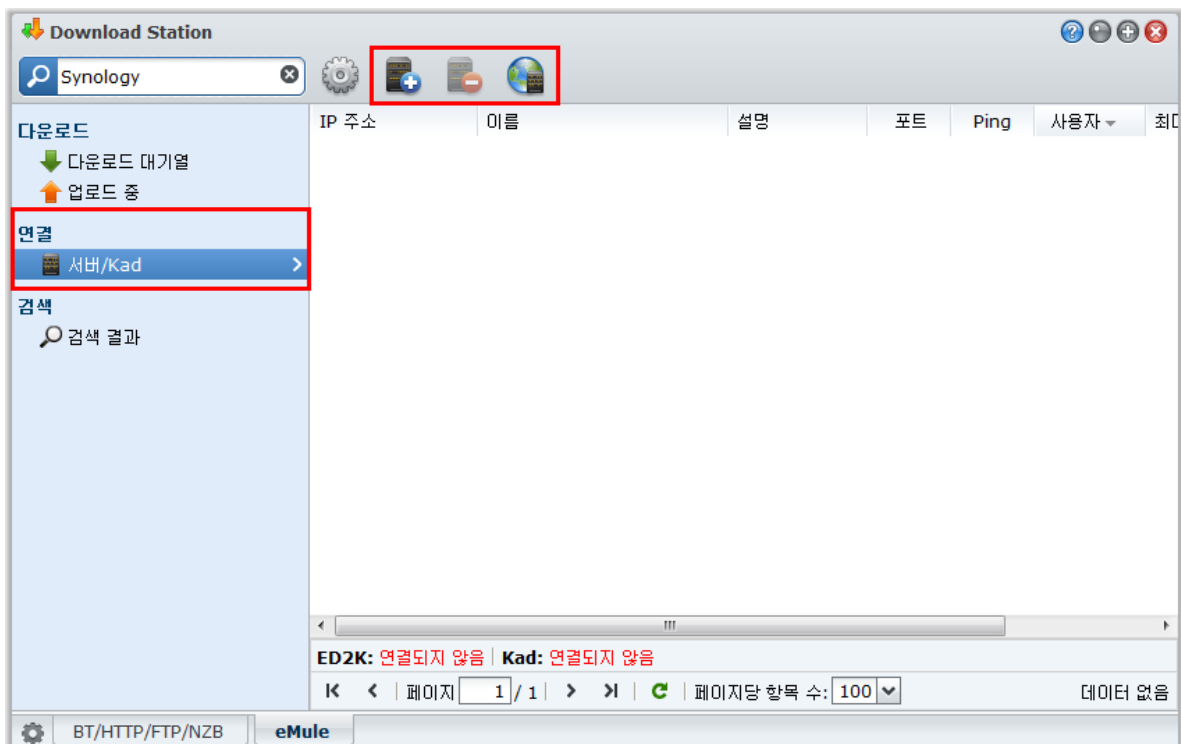 Download Station
Synology
다운로드
다운로드 대기열
업로드 중
연결
서버/Kad
검색
검색 결과
IP 주소 이름 설명 포트 Ping 사용자
ED2K: 연결되지 않음 Kad: 연결되지 않음
페이지 1 / 1 페이지당 항목 수: 100 데이터 없음
BT/HTTP/FTP/NZB eMule